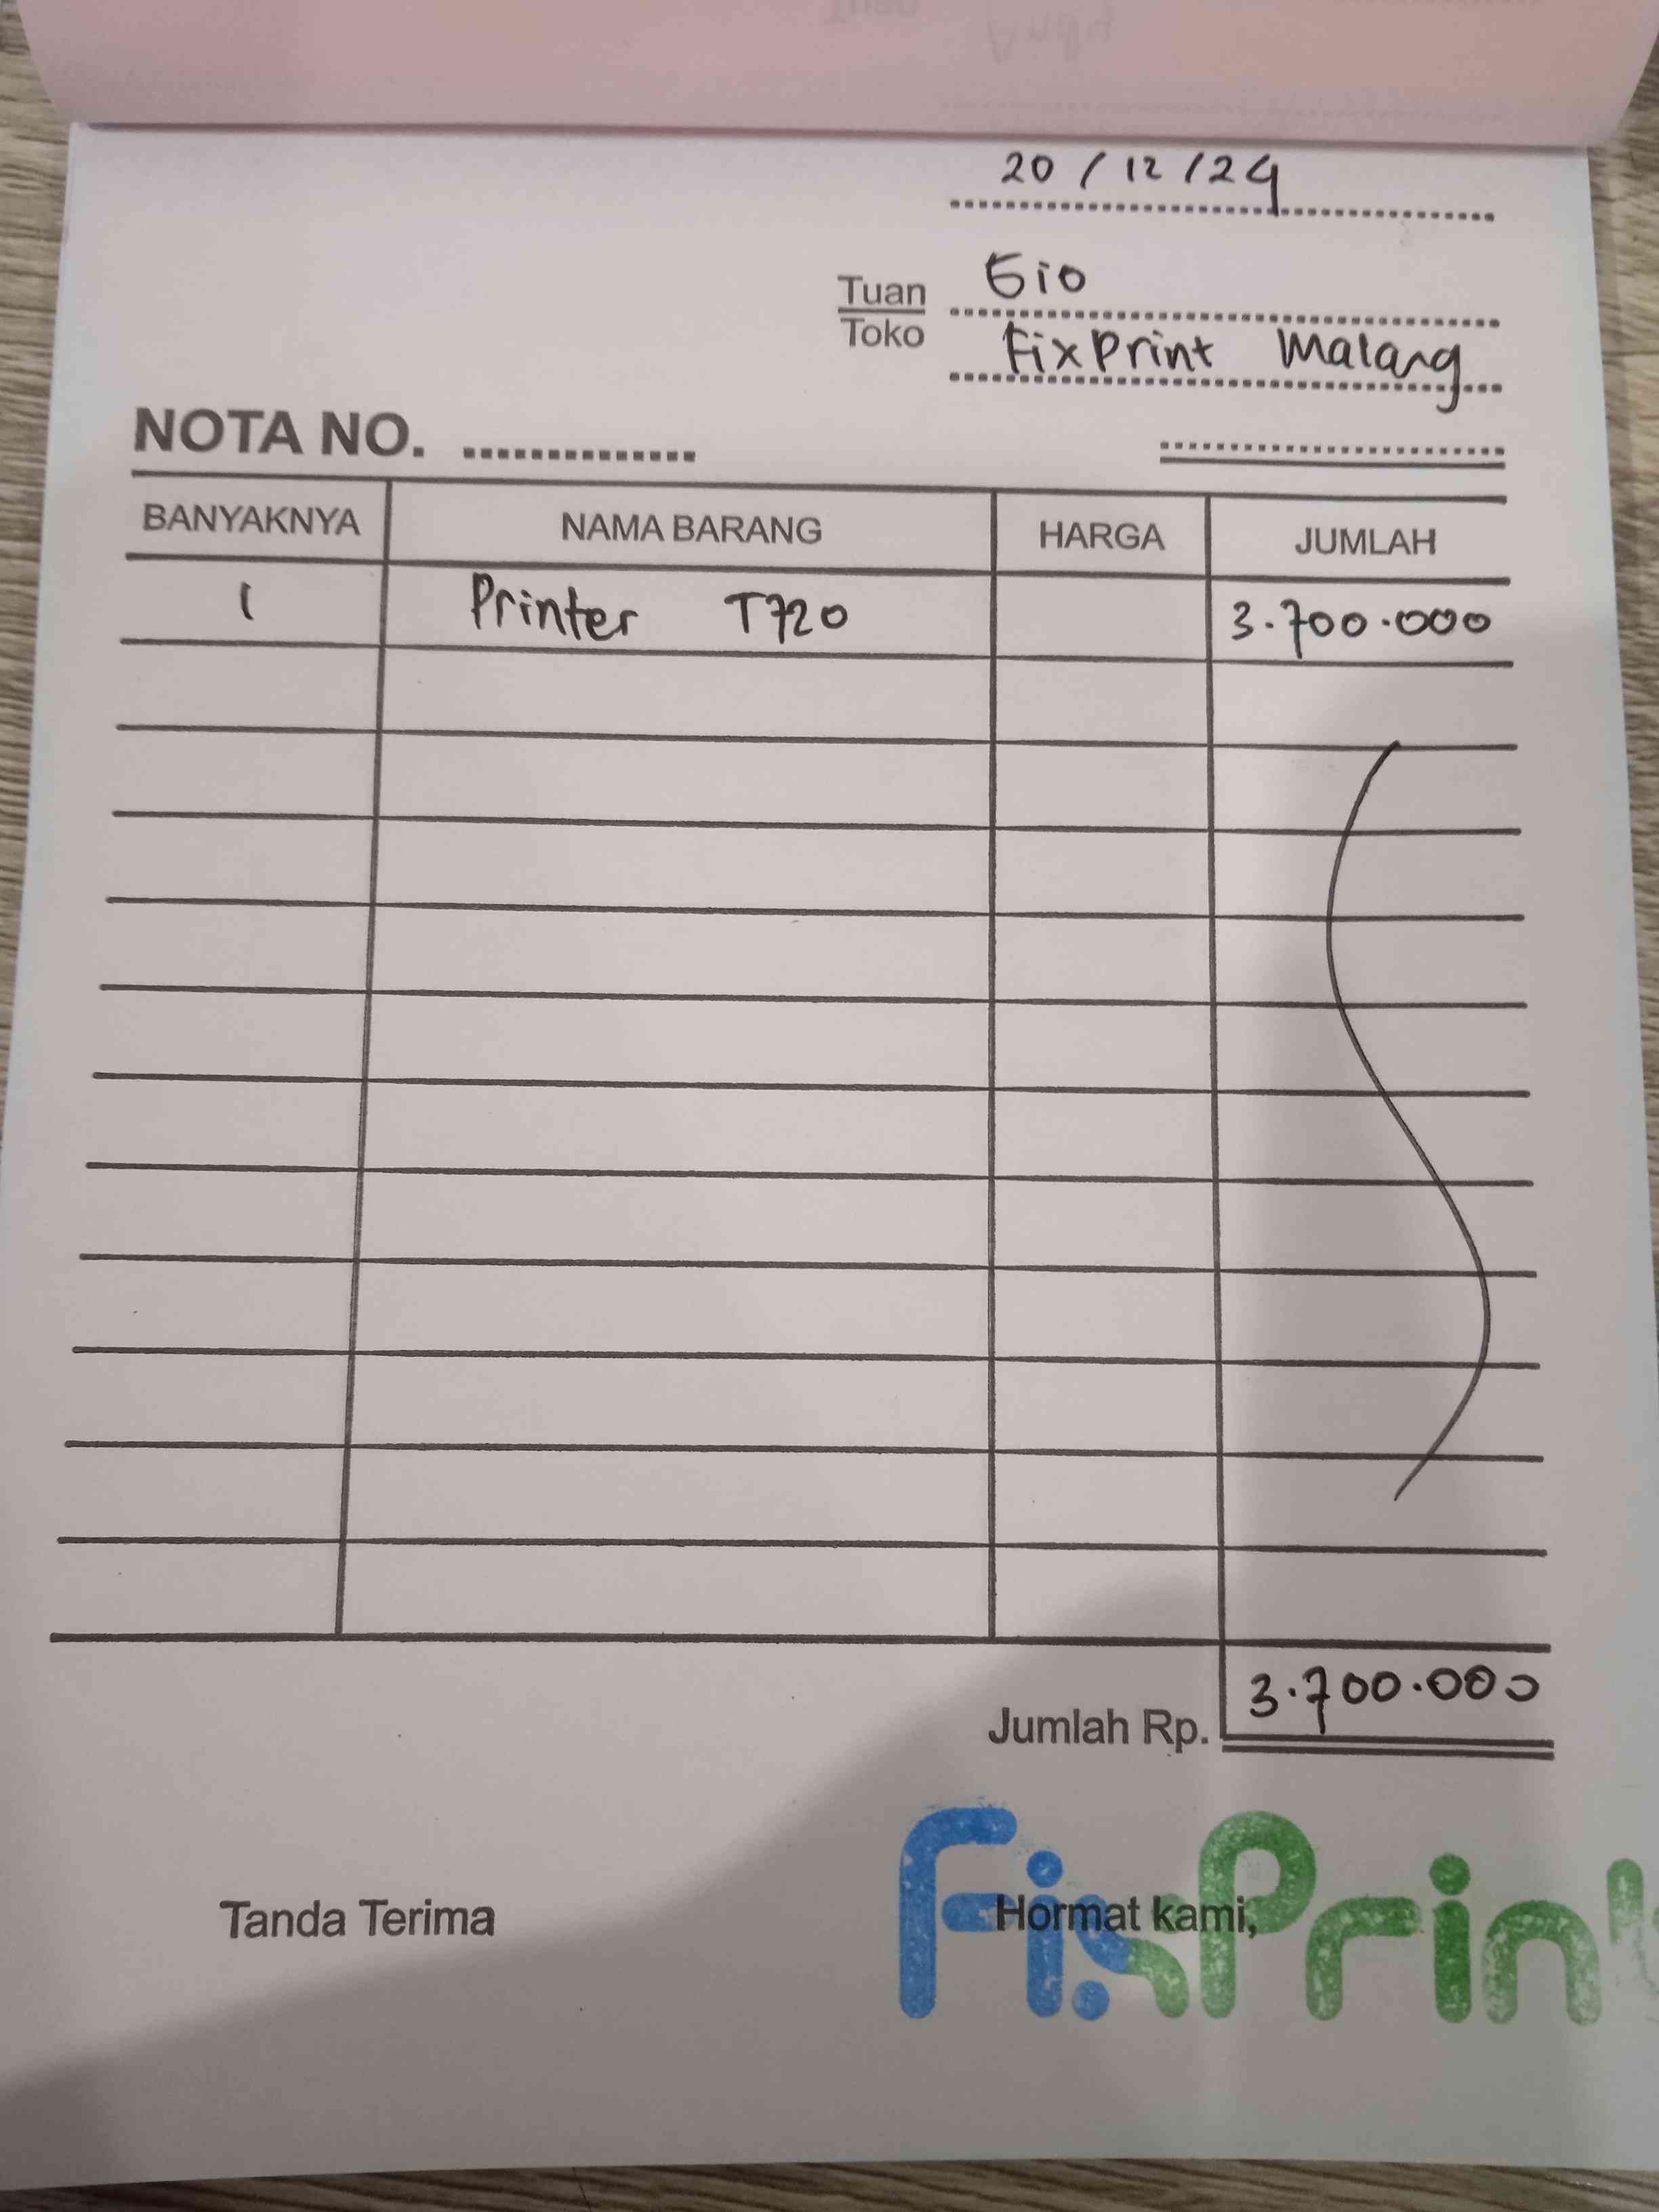 20/12/24
Tuan Gio
Toko FixPrint Malang
NOTA NO. ..............
BANYAKNYA NAMA BARANG HARGA JUMLAH
1 Printer T720 3.700.000
Jumlah Rp. 3.700.000
Tanda Terima Hormat kami,
FixPrint